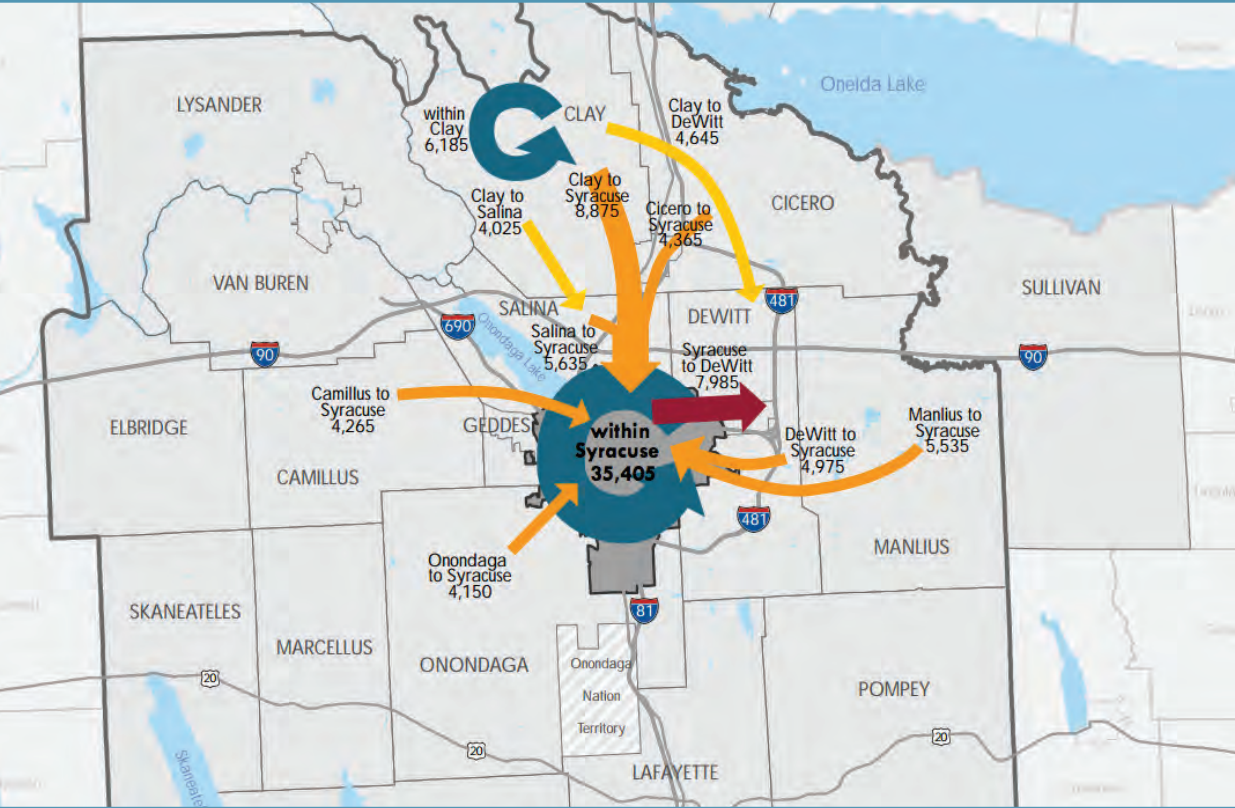 Oneida Lake
LYSANDER
within
Clay
6,185
CLAY
Clay to
DeWitt
4,645
Clay to
Salina
4,025
Clay to
Syracuse
8,875
Cicero to
Syracuse
4,365
CICERO
VAN BUREN
SULLIVAN
SALINA
DEWITT
481
690
90
90
Onondaga Lake
Salina to
Syracuse
5,635
Syracuse
to DeWitt
7,985
Camillus to
Syracuse
4,265
ELBRIDGE
GEDDES
within
Syracuse
35,405
DeWitt to
Syracuse
4,975
Manlius to
Syracuse
5,535
CAMILLUS
481
MANLIUS
Onondaga
to Syracuse
4,150
SKANEATELES
81
MARCELLUS
ONONDAGA
Onondaga
Nation
Territory
POMPEY
20
20
20
LAFAYETTE